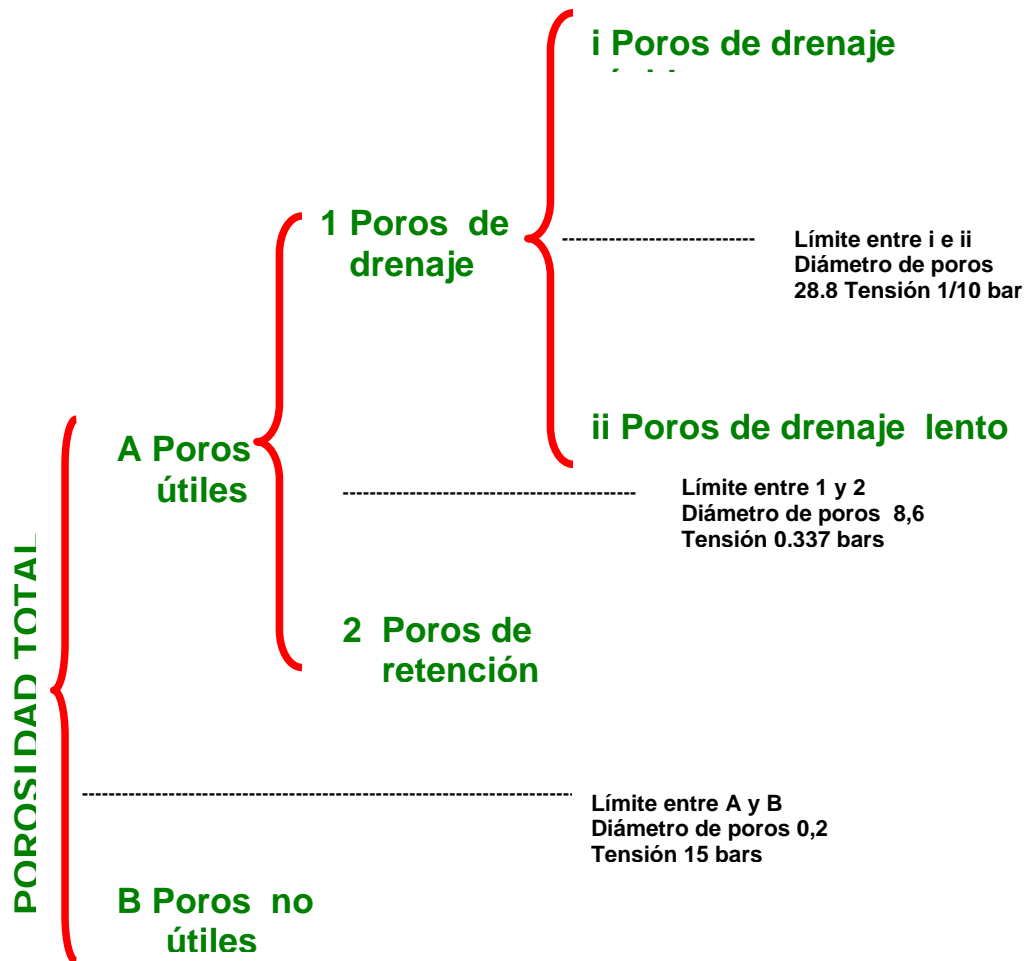 i Poros de drenaje
1 Poros de
drenaje
Límite entre i e ii
Diámetro de poros
28.8 Tensión 1/10 bar
ii Poros de drenaje lento
A Poros
útiles
Límite entre 1 y 2
Diámetro de poros 8,6
Tensión 0.337 bars
2 Poros de
retención
POROSIDAD TOTAL
Límite entre A y B
Diámetro de poros 0,2
Tensión 15 bars
B Poros no
útiles